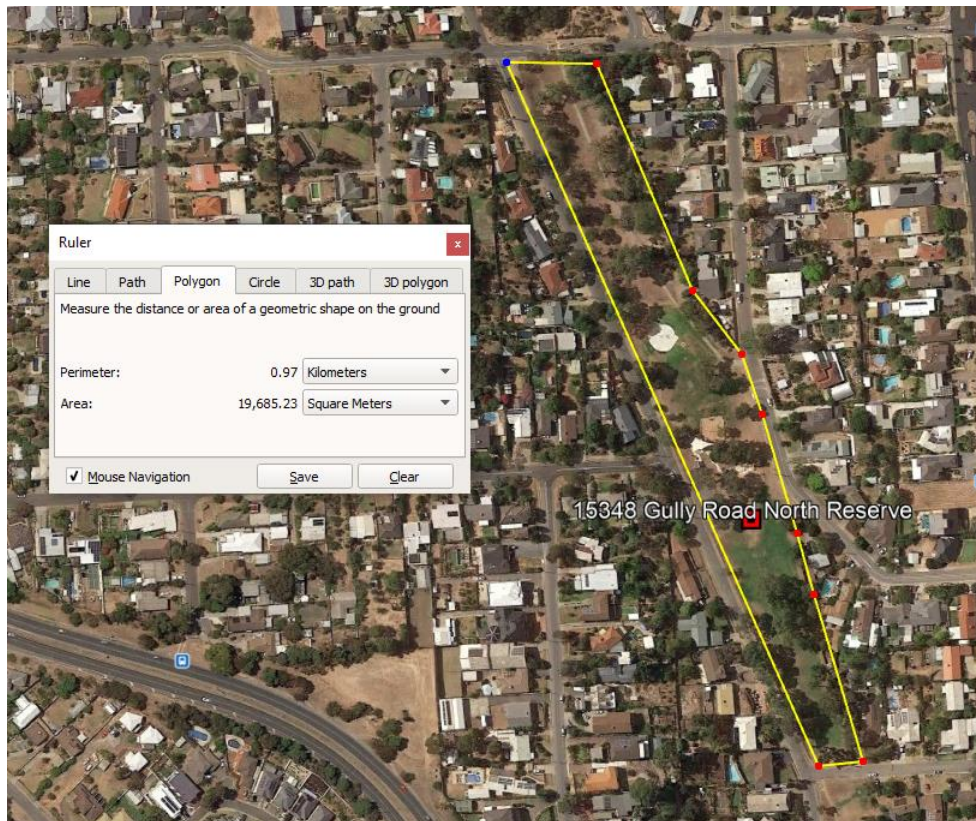 Ruler
x
Line Path Polygon Circle 3D path 3D polygon
Measure the distance or area of a geometric shape on the ground
Perimeter: 0.97 Kilometers
Area: 19,685.23 Square Meters
Mouse Navigation Save Clear
15348 Gully Road North Reserve